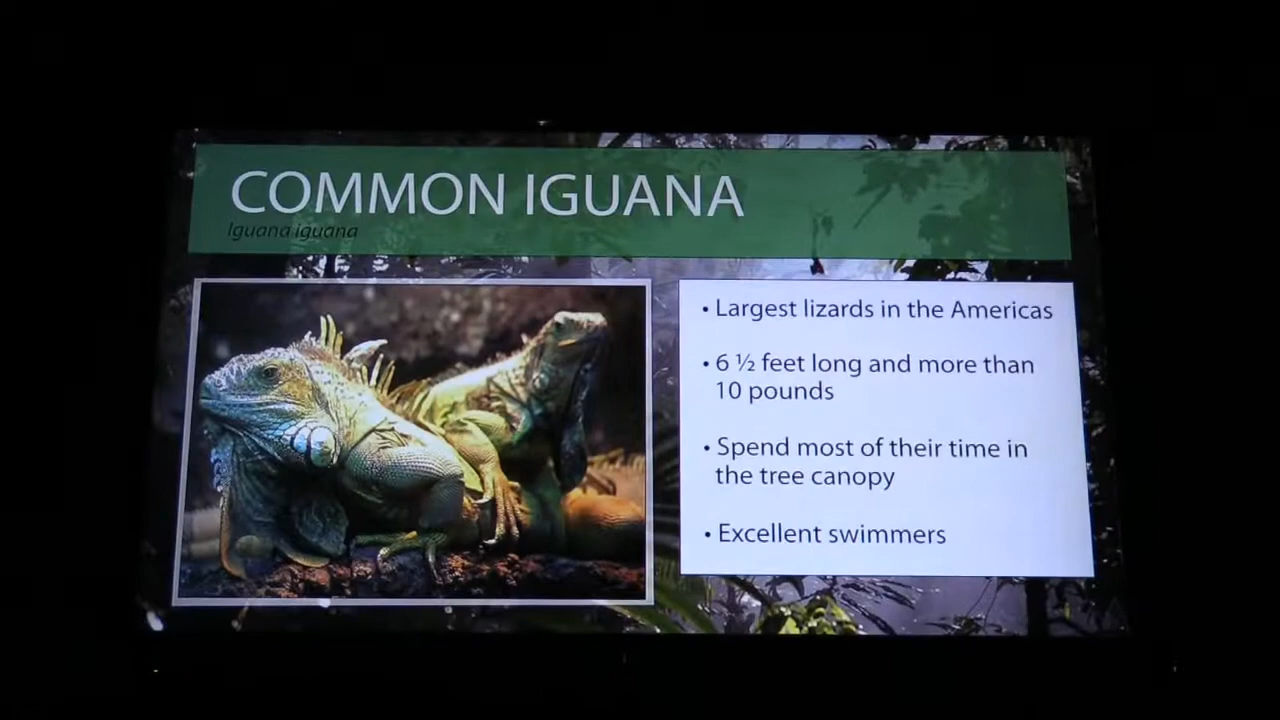 COMMON IGUANA
Iguana iguana
• Largest lizards in the Americas
• 6 ½ feet long and more than
10 pounds
• Spend most of their time in
the tree canopy
• Excellent swimmers